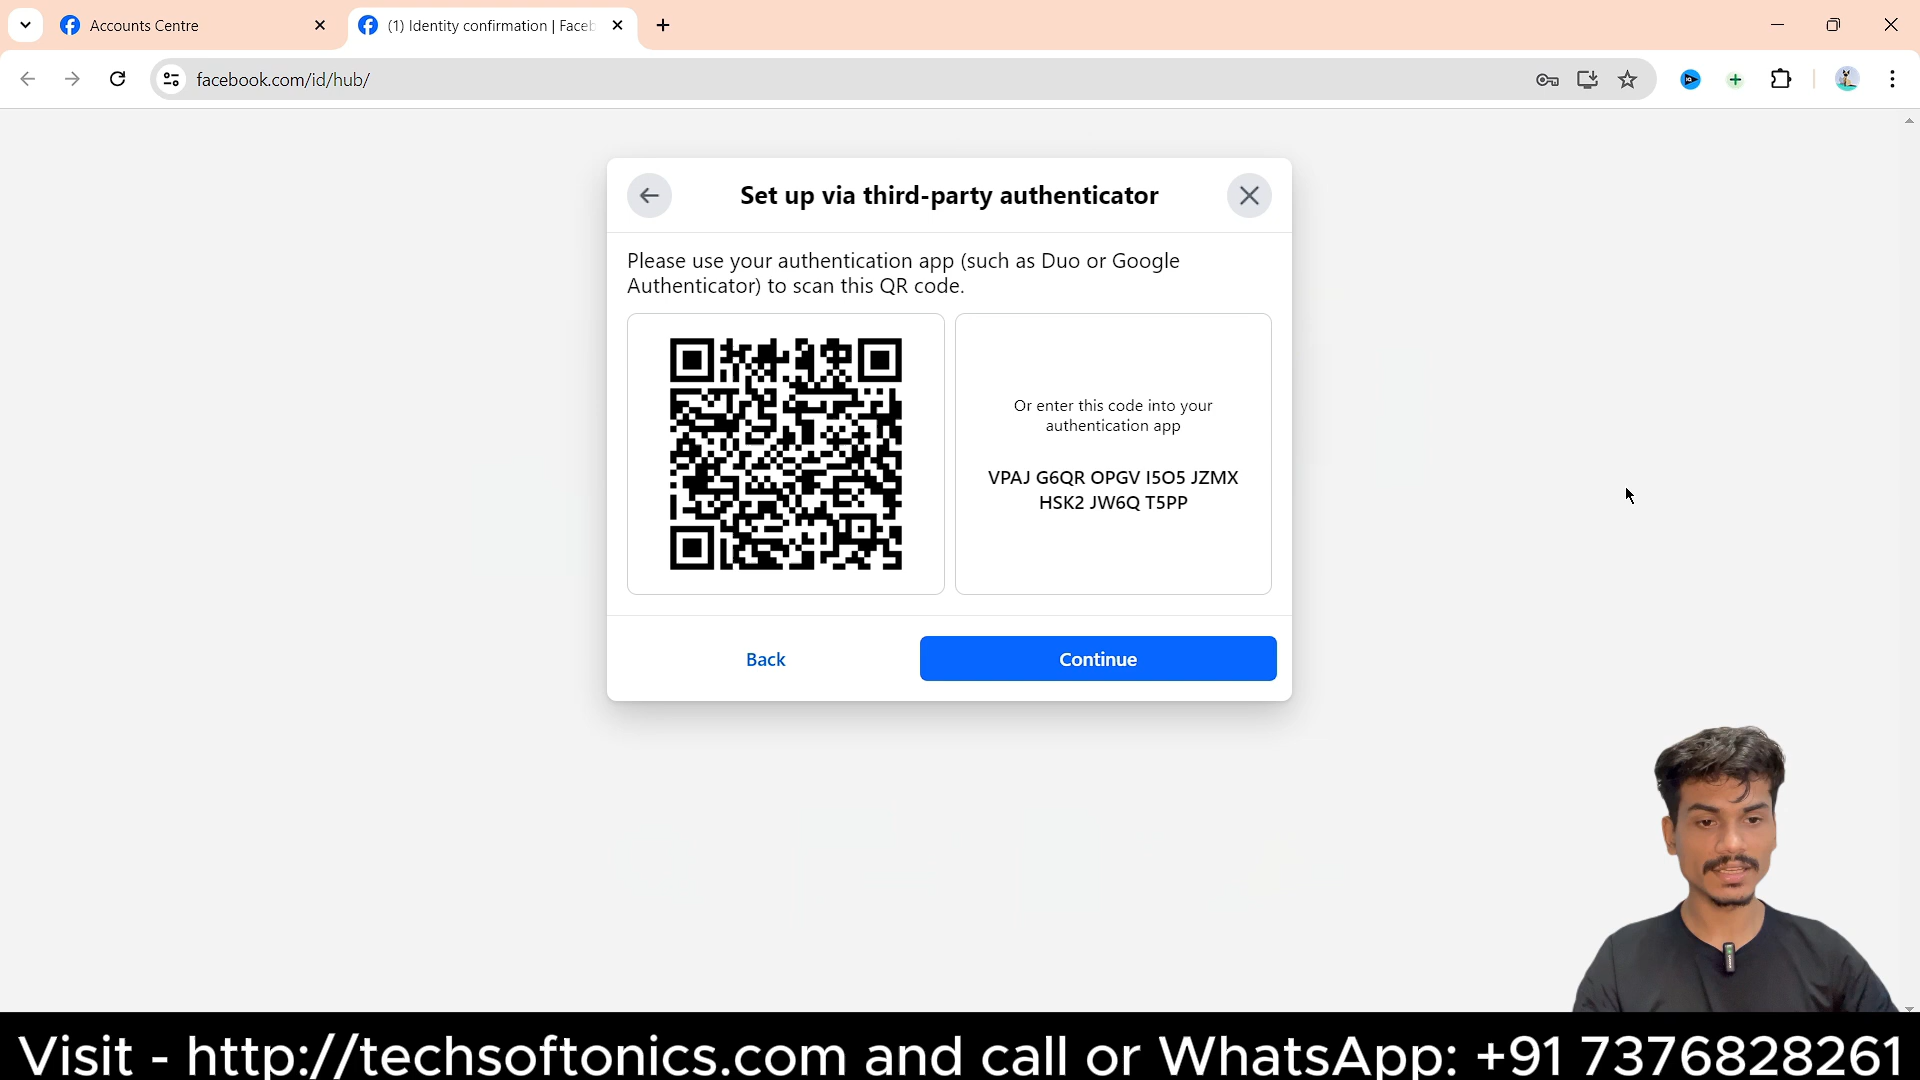 Accounts Centre
(1) Identity confirmation | Faceb
facebook.com/id/hub/
Set up via third-party authenticator
Please use your authentication app (such as Duo or Google
Authenticator) to scan this QR code.
Or enter this code into your
authentication app
VPAJ G6QR OPGV I5O5 JZMX
HSK2 JW6Q T5PP
Back
Continue
Visit - http://techsoftonics.com and call or WhatsApp: +91 7376828261